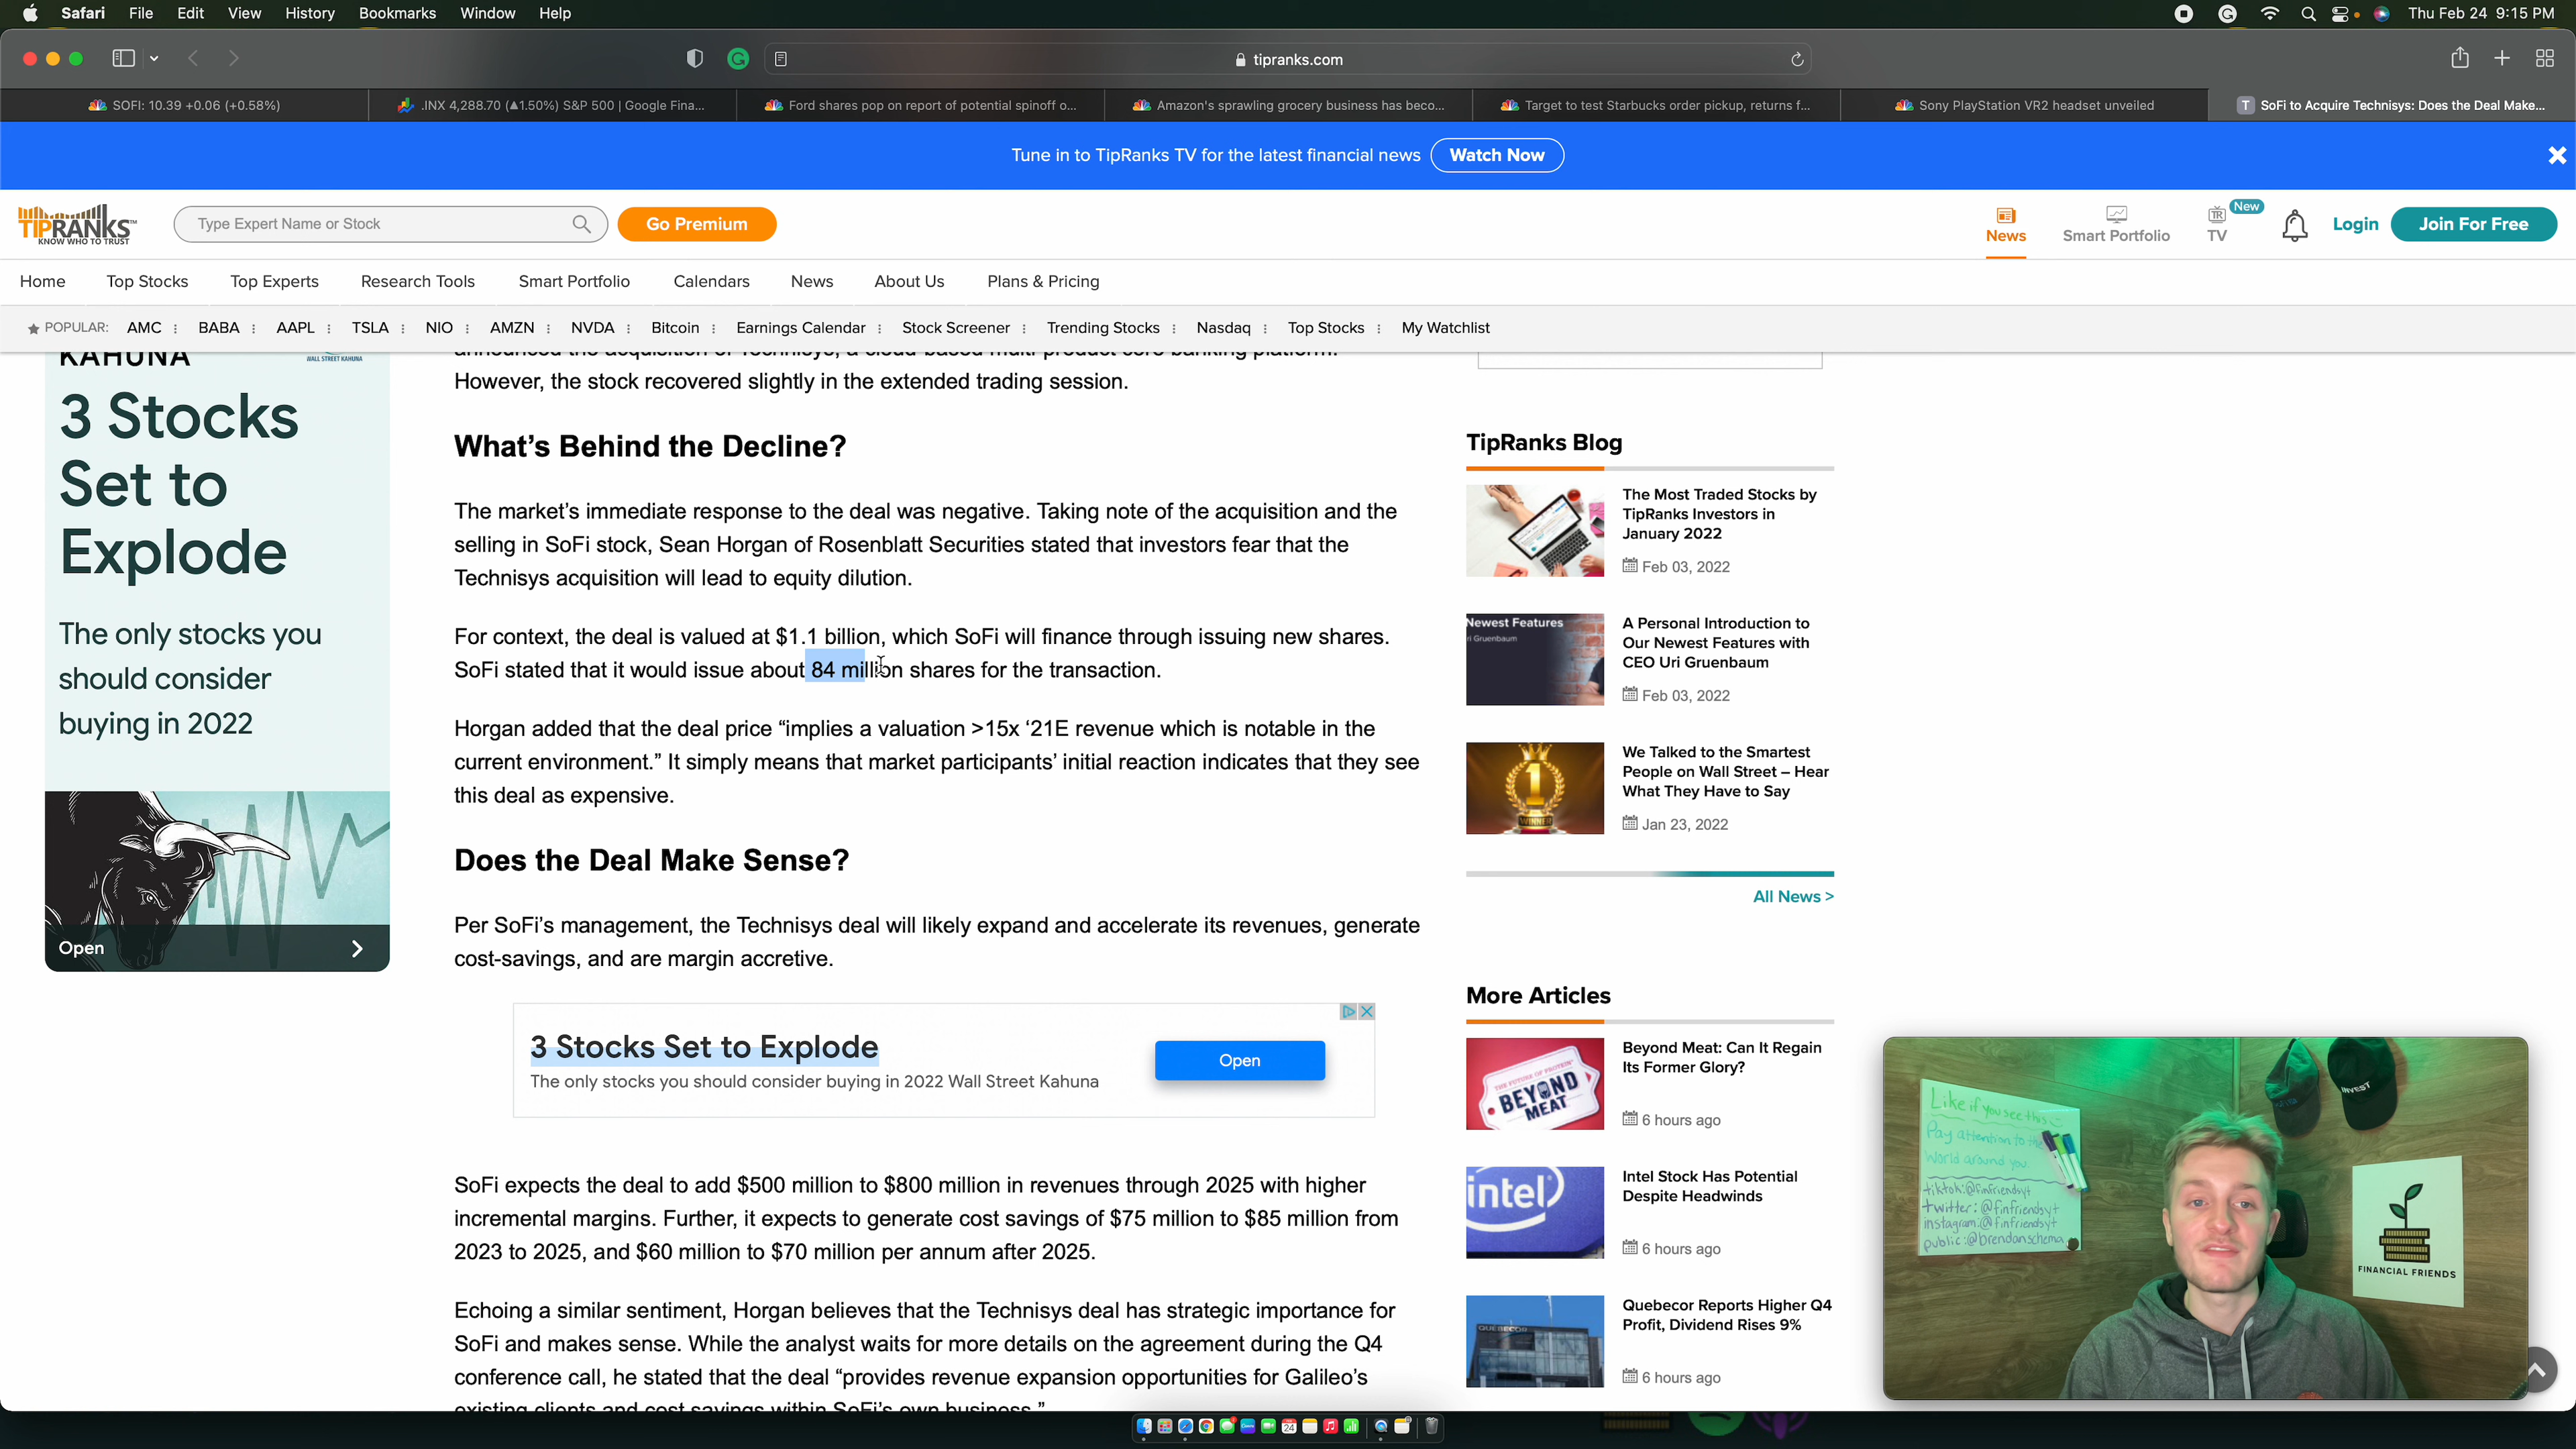 Safari File Edit View History Bookmarks Window Help
Thu Feb 24 9:15 PM
tipranks.com
SOFI: 10.39 +0.06 (+0.58%)
.INX 4,288.70 (▲1.50%) S&P 500 | Google Fina...
Ford shares pop on report of potential spinoff o...
Amazon's sprawling grocery business has beco...
Target to test Starbucks order pickup, returns f...
Sony PlayStation VR2 headset unveiled
T SoFi to Acquire Technisys: Does the Deal Make...
Tune in to TipRanks TV for the latest financial news Watch Now
TIPRANKS™
KNOW WHO TO TRUST
Type Expert Name or Stock
Go Premium
News
Smart Portfolio
TR
TV
New
Login
Join For Free
Home Top Stocks Top Experts Research Tools Smart Portfolio Calendars News About Us Plans & Pricing
POPULAR: AMC BABA AAPL TSLA NIO AMZN NVDA Bitcoin Earnings Calendar Stock Screener Trending Stocks Nasdaq Top Stocks My Watchlist
KAHUNA
WALL STREET KAHUNA
3 Stocks
Set to
Explode
The only stocks you
should consider
buying in 2022
Open
announced the acquisition of Technisys, a cloud-based multi-product core banking platform.
However, the stock recovered slightly in the extended trading session.
What's Behind the Decline?
The market's immediate response to the deal was negative. Taking note of the acquisition and the
selling in SoFi stock, Sean Horgan of Rosenblatt Securities stated that investors fear that the
Technisys acquisition will lead to equity dilution.
For context, the deal is valued at $1.1 billion, which SoFi will finance through issuing new shares.
SoFi stated that it would issue about 84 million shares for the transaction.
Horgan added that the deal price “implies a valuation >15x ‘21E revenue which is notable in the
current environment.” It simply means that market participants’ initial reaction indicates that they see
this deal as expensive.
Does the Deal Make Sense?
Per SoFi’s management, the Technisys deal will likely expand and accelerate its revenues, generate
cost-savings, and are margin accretive.
3 Stocks Set to Explode
The only stocks you should consider buying in 2022 Wall Street Kahuna
Open
SoFi expects the deal to add $500 million to $800 million in revenues through 2025 with higher
incremental margins. Further, it expects to generate cost savings of $75 million to $85 million from
2023 to 2025, and $60 million to $70 million per annum after 2025.
Echoing a similar sentiment, Horgan believes that the Technisys deal has strategic importance for
SoFi and makes sense. While the analyst waits for more details on the agreement during the Q4
conference call, he stated that the deal “provides revenue expansion opportunities for Galileo’s
existing clients and cost savings within SoFi’s own business.”
TipRanks Blog
The Most Traded Stocks by
TipRanks Investors in
January 2022
Feb 03, 2022
Newest Features
ri Gruenbaum
A Personal Introduction to
Our Newest Features with
CEO Uri Gruenbaum
Feb 03, 2022
1
WINNER
We Talked to the Smartest
People on Wall Street – Hear
What They Have to Say
Jan 23, 2022
All News >
More Articles
THE FUTURE OF PROTEIN
BEYOND
MEAT
Beyond Meat: Can It Regain
Its Former Glory?
6 hours ago
intel
Intel Stock Has Potential
Despite Headwinds
6 hours ago
QUEBECOR
Quebecor Reports Higher Q4
Profit, Dividend Rises 9%
6 hours ago
Like if you see this
Pay attention to the
World around you.
tiktok:@finfriendsyt
twitter: @finfriendsyt
instagram:@finfriendsyt
public:@brendanschema
INVEST
FINANCIAL FRIENDS
24